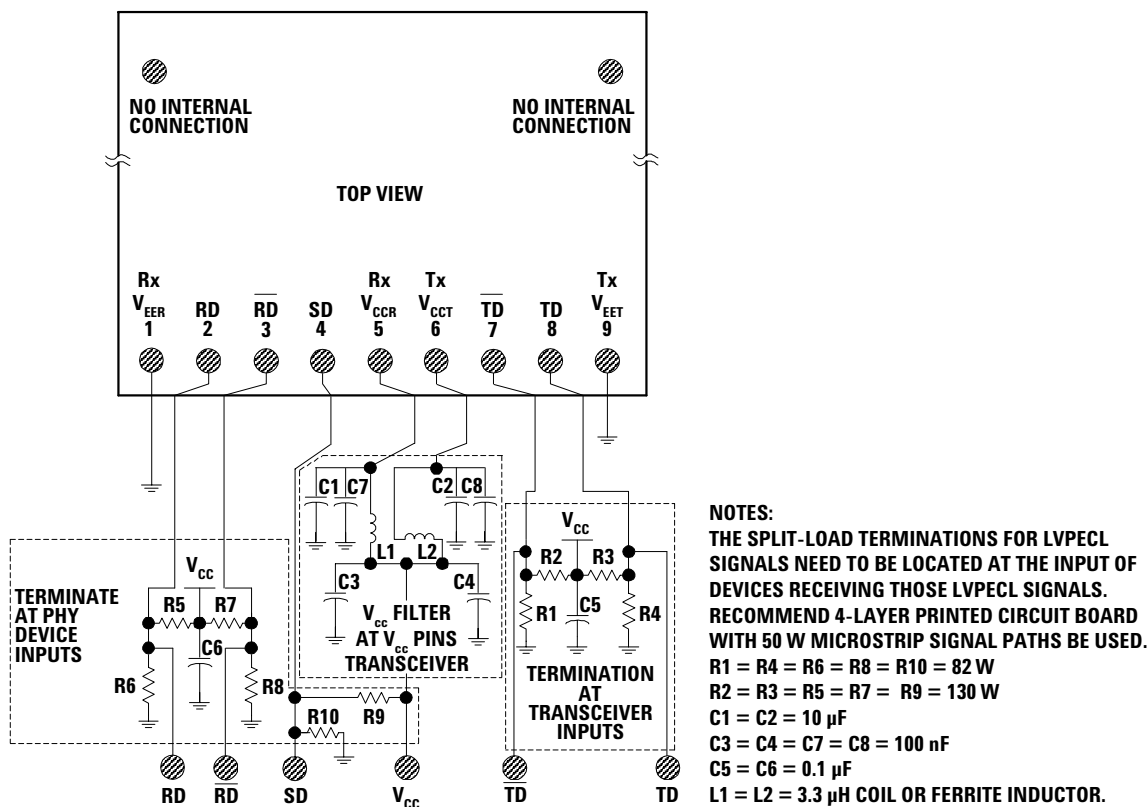 NO INTERNAL
CONNECTION
NO INTERNAL
CONNECTION
TOP VIEW
Rx
VEER
1
RD
2
R̅D̅
3
SD
4
Rx
VCCR
5
Tx
VCCT
6
T̅D̅
7
TD
8
Tx
VEET
9
C1
C7
C2
C8
L1
L2
C3
C4
Vcc FILTER
AT Vcc PINS
TRANSCEIVER
TERMINATE
AT PHY
DEVICE
INPUTS
Vcc
R5
R7
C6
R6
R8
R9
R10
Vcc
R2
R3
R1
C5
R4
TERMINATION
AT
TRANSCEIVER
INPUTS
RD
R̅D̅
SD
Vcc
T̅D̅
TD
NOTES:
THE SPLIT-LOAD TERMINATIONS FOR LVPECL
SIGNALS NEED TO BE LOCATED AT THE INPUT OF
DEVICES RECEIVING THOSE LVPECL SIGNALS.
RECOMMEND 4-LAYER PRINTED CIRCUIT BOARD
WITH 50 W MICROSTRIP SIGNAL PATHS BE USED.
R1 = R4 = R6 = R8 = R10 = 82 W
R2 = R3 = R5 = R7 = R9 = 130 W
C1 = C2 = 10 µF
C3 = C4 = C7 = C8 = 100 nF
C5 = C6 = 0.1 µF
L1 = L2 = 3.3 µH COIL OR FERRITE INDUCTOR.